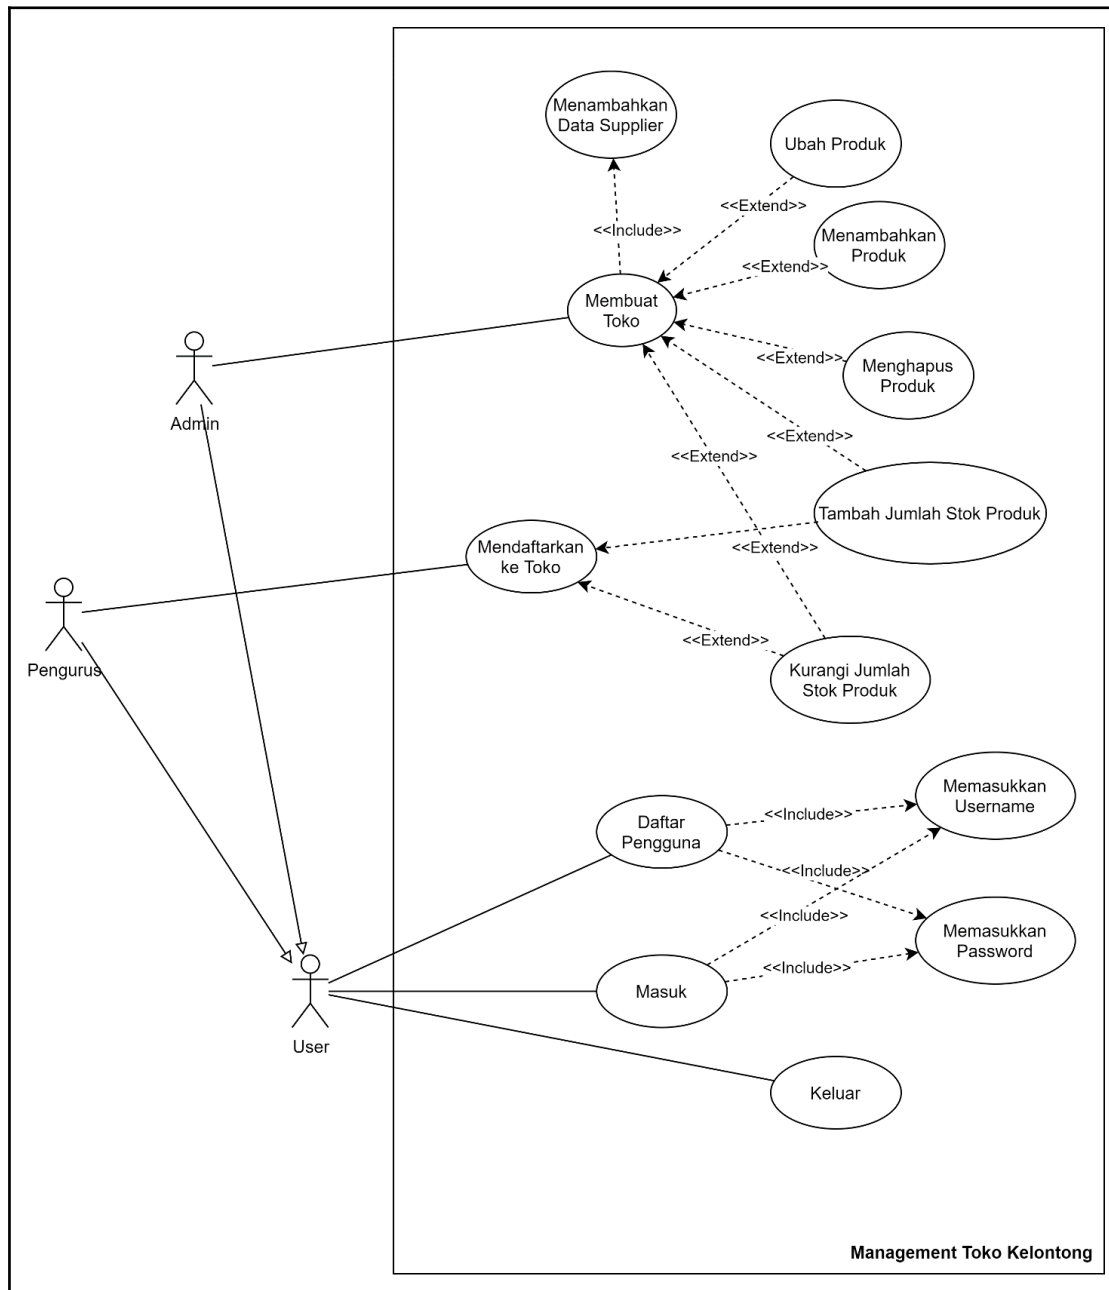 Menambahkan
Data Supplier
Ubah Produk
<<Extend>>
<<Include>>
Menambahkan
Produk
<<Extend>>
Membuat
Toko
<<Extend>>
Menghapus
Produk
Admin
<<Extend>>
<<Extend>>
Tambah Jumlah Stok Produk
Mendaftarkan
ke Toko
<<Extend>>
<<Extend>>
Kurangi Jumlah
Stok Produk
Pengurus
Memasukkan
Username
Daftar
Pengguna
<<Include>>
<<Include>>
<<Include>>
Memasukkan
Password
<<Include>>
Masuk
User
Keluar
Management Toko Kelontong